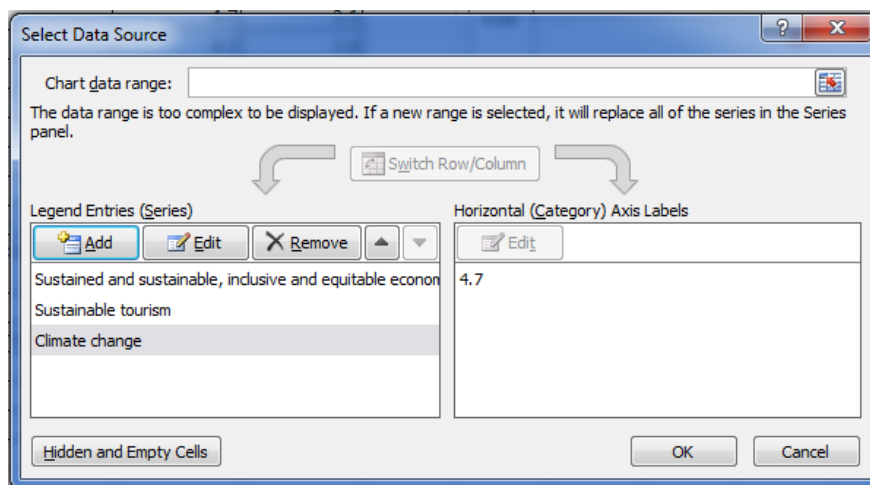 Select Data Source
?
X
Chart data range:
The data range is too complex to be displayed. If a new range is selected, it will replace all of the series in the Series
panel.
Switch Row/Column
Legend Entries (Series)
Horizontal (Category) Axis Labels
Add
Edit
Remove
Edit
Sustained and sustainable, inclusive and equitable econom
4.7
Sustainable tourism
Climate change
Hidden and Empty Cells
OK
Cancel